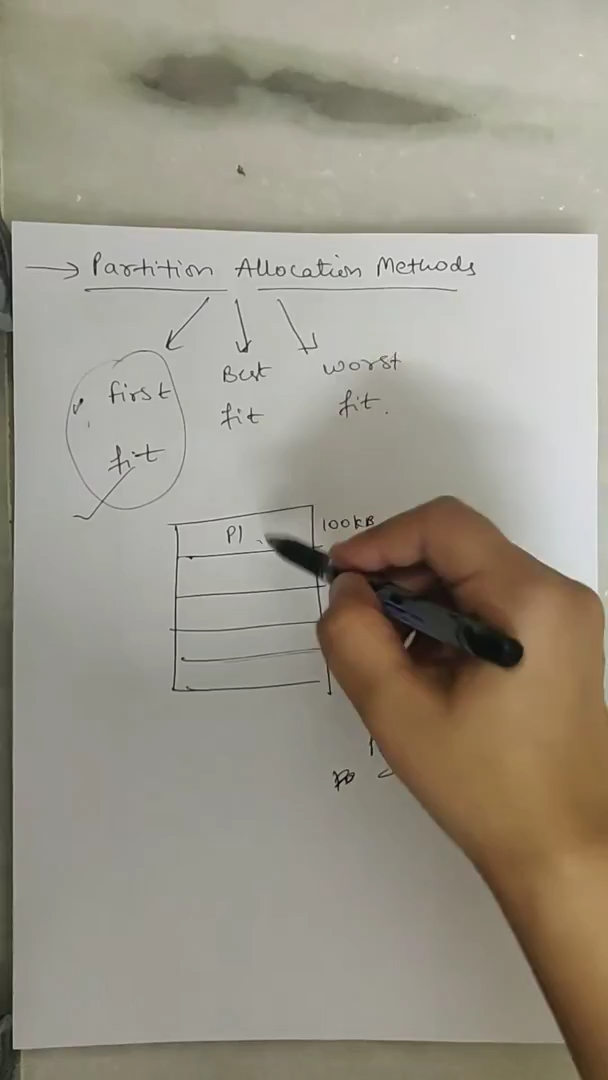 → Partition Allocation Methods
first fit
Best fit
worst fit.
P1
100KB